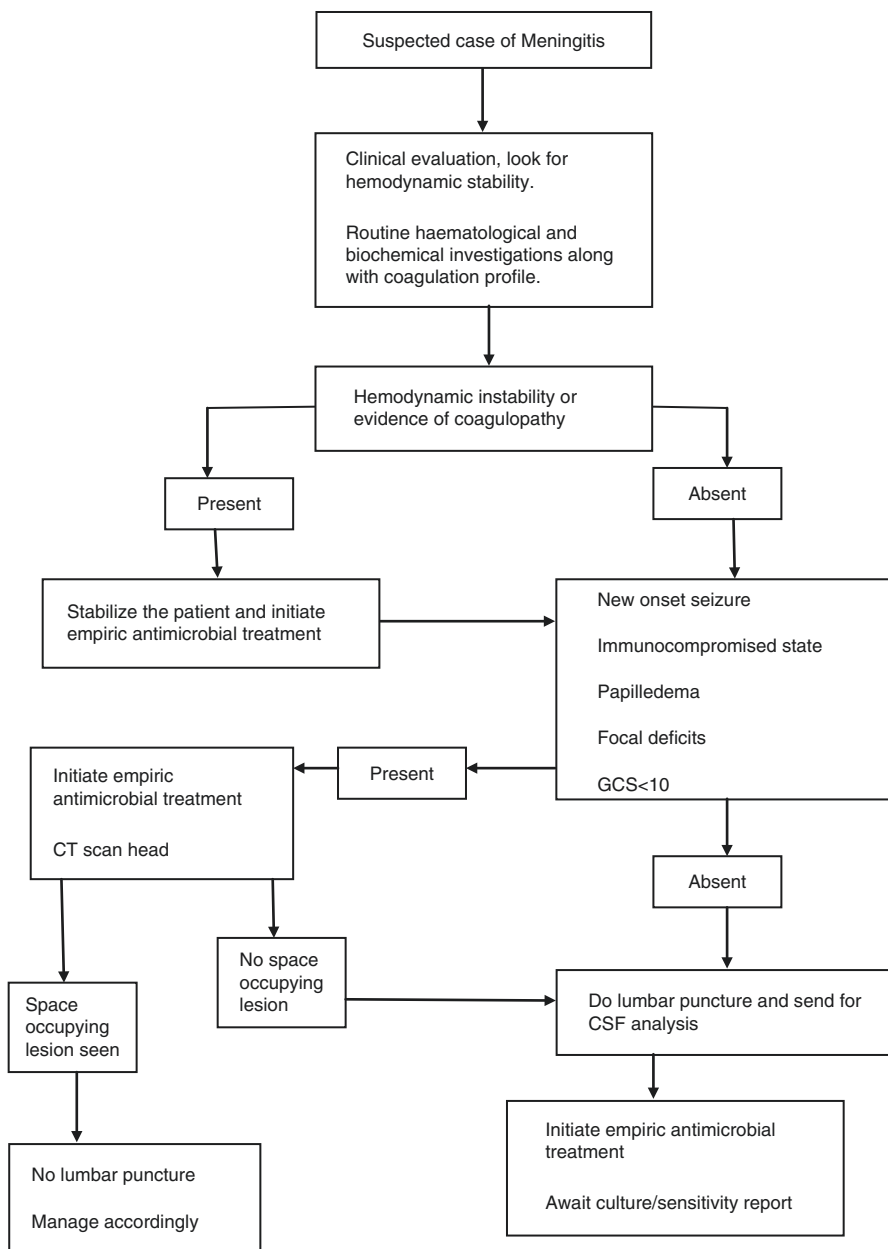 Suspected case of Meningitis
Clinical evaluation, look for
hemodynamic stability.
Routine haematological and
biochemical investigations along
with coagulation profile.
Hemodynamic instability or
evidence of coagulopathy
Present
Absent
Stabilize the patient and initiate
empiric antimicrobial treatment
New onset seizure
Immunocompromised state
Papilledema
Focal deficits
GCS<10
Present
Initiate empiric
antimicrobial treatment
CT scan head
Absent
No space
occupying
lesion
Space
occupying
lesion seen
Do lumbar puncture and send for
CSF analysis
No lumbar puncture
Manage accordingly
Initiate empiric antimicrobial
treatment
Await culture/sensitivity report